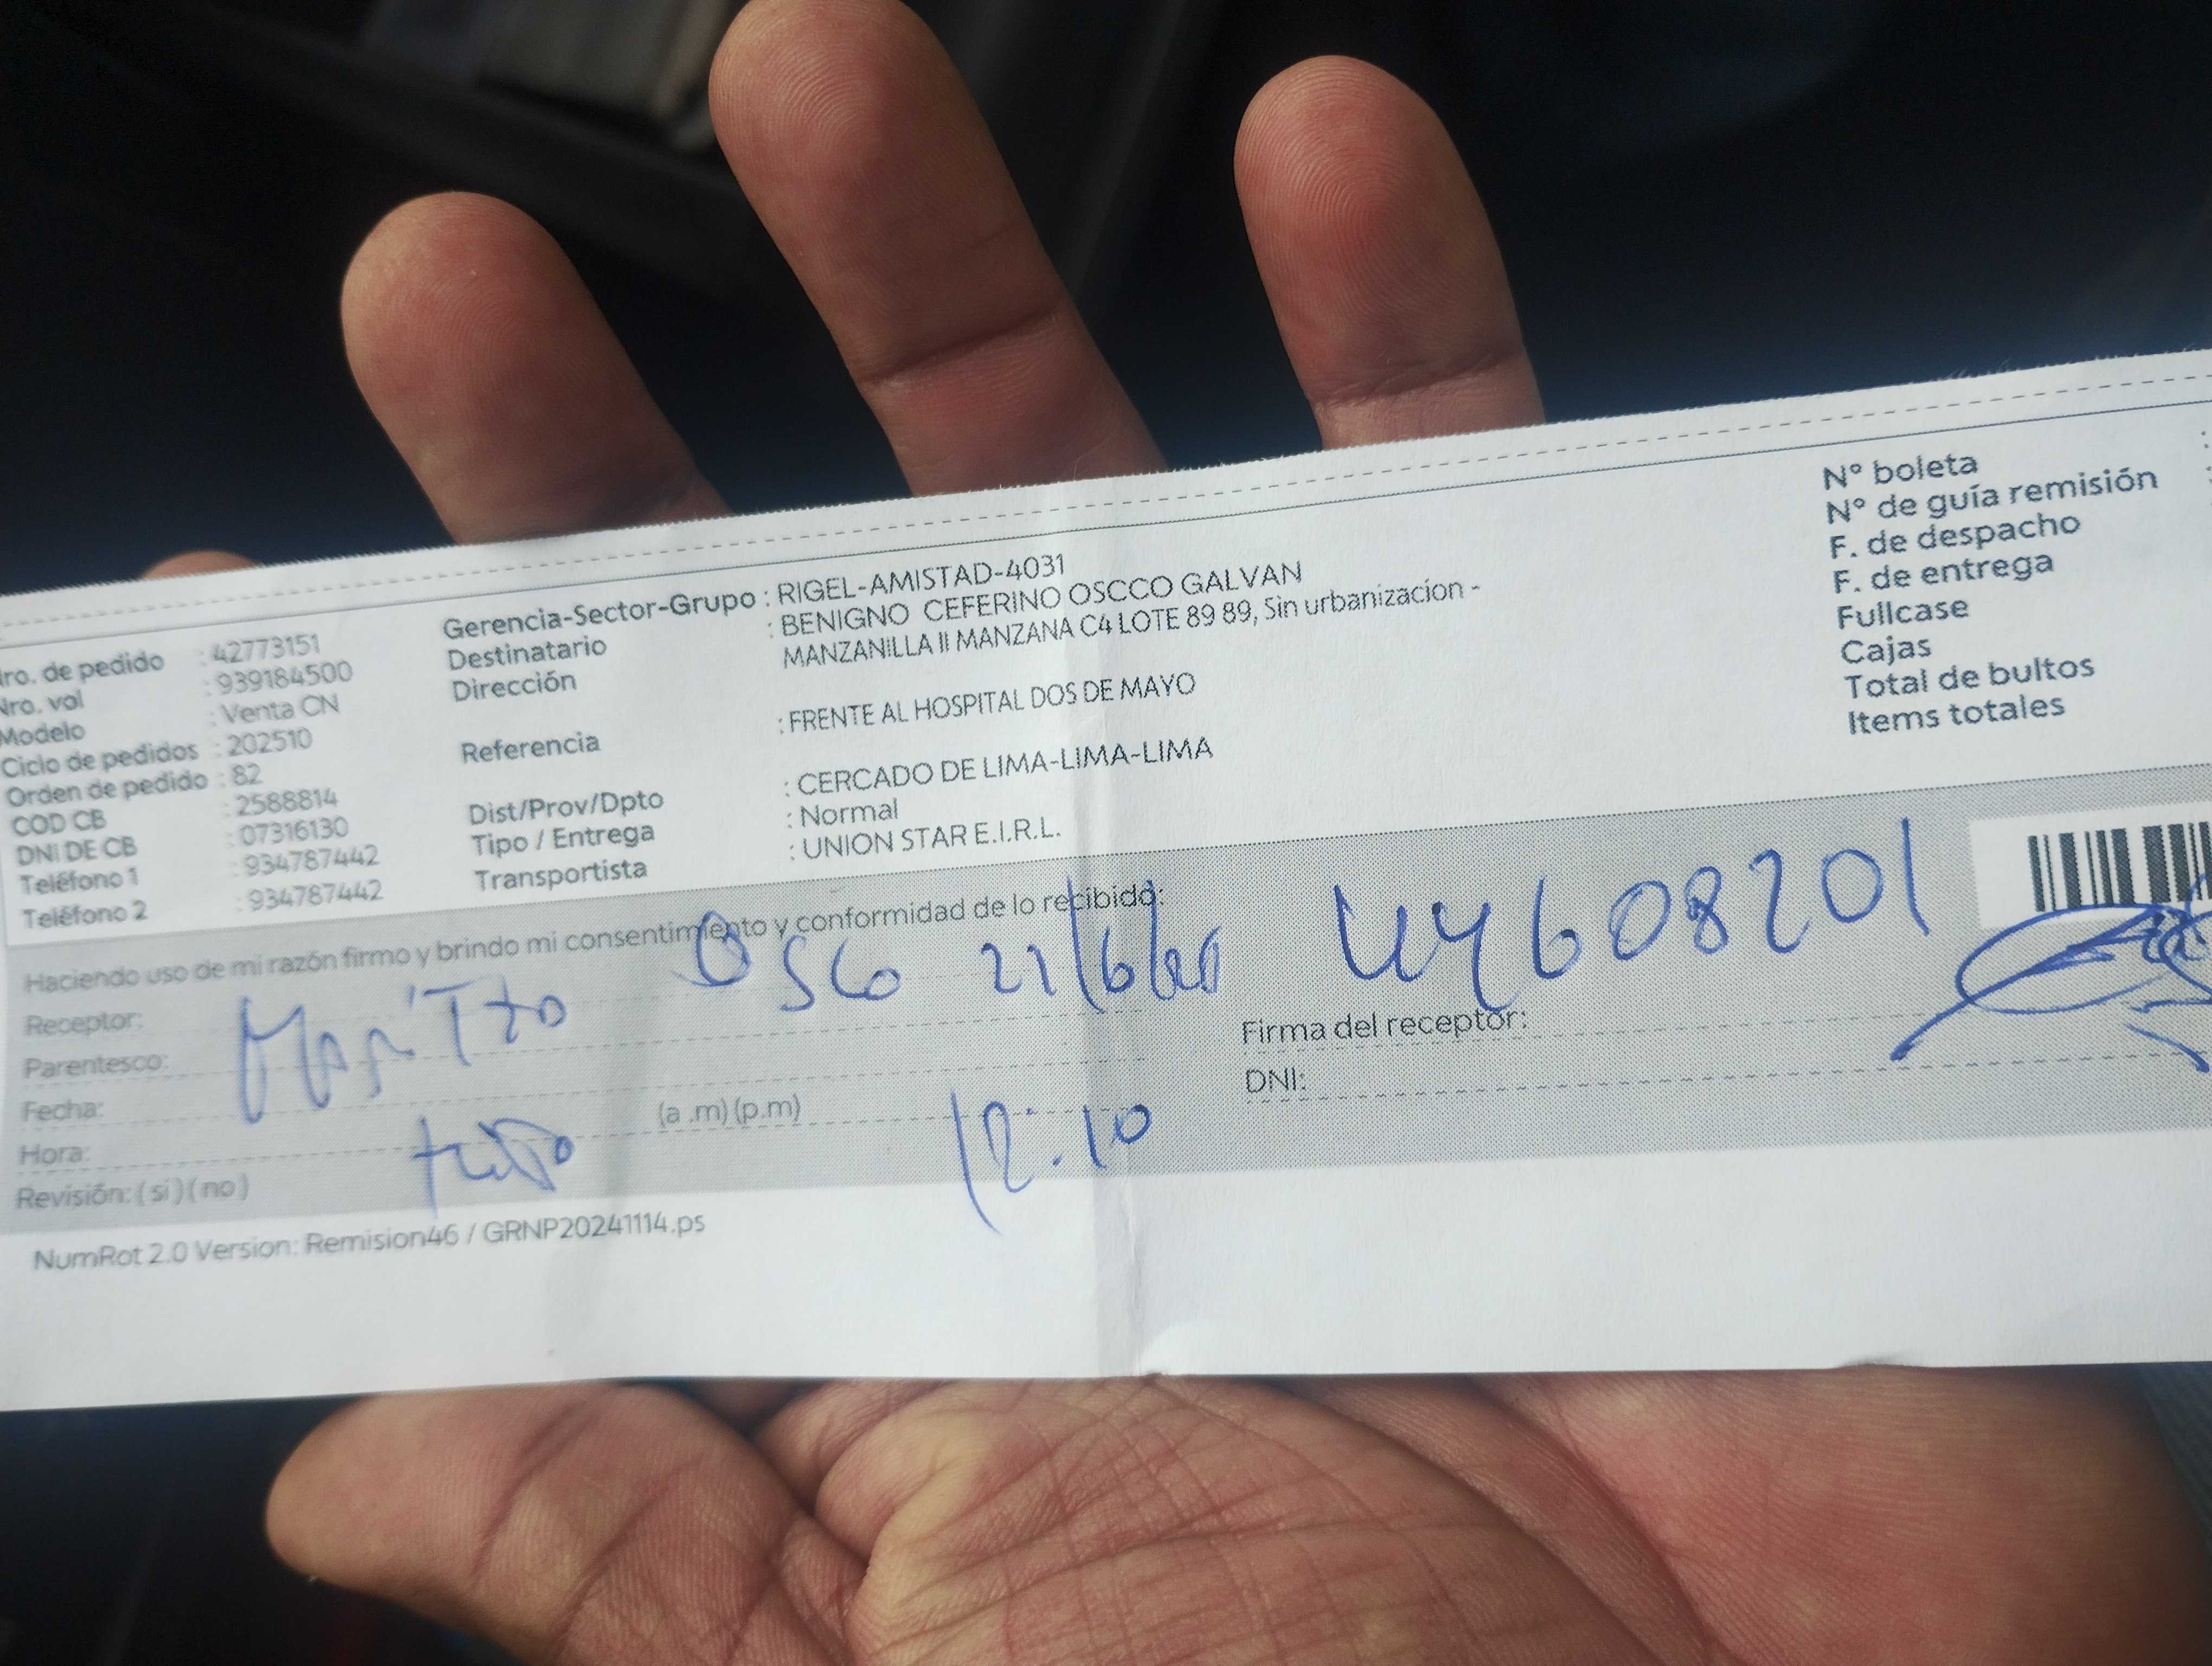 Nro. de pedido : 42773151
Nro. vol : 939184500
Modelo : Venta CN
Ciclo de pedidos : 202510
Orden de pedido : 82
COD CB : 2588814
DNI DE CB : 07316130
Teléfono 1 : 934787442
Teléfono 2 : 934787442
Gerencia-Sector-Grupo : RIGEL-AMISTAD-4031
Destinatario : BENIGNO CEFERINO OSCCO GALVAN
Dirección MANZANILLA II MANZANA C4 LOTE 89 89, Sin urbanizacion -
Referencia : FRENTE AL HOSPITAL DOS DE MAYO
Dist/Prov/Dpto : CERCADO DE LIMA-LIMA-LIMA
Tipo / Entrega : Normal
Transportista : UNION STAR E.I.R.L.
N° boleta :
N° de guía remisión :
F. de despacho
F. de entrega
Fullcase
Cajas
Total de bultos
Items totales
Haciendo uso de mi razón firmo y brindo mi consentimiento y conformidad de lo recibido:
Receptor:
Parentesco:
Fecha:
Hora: (a .m) (p.m) 12:10
Revisión: ( si ) ( no )
44608201
Firma del receptor:
DNI:
NumRot 2.0 Version: Remision46 / GRNP20241114.ps